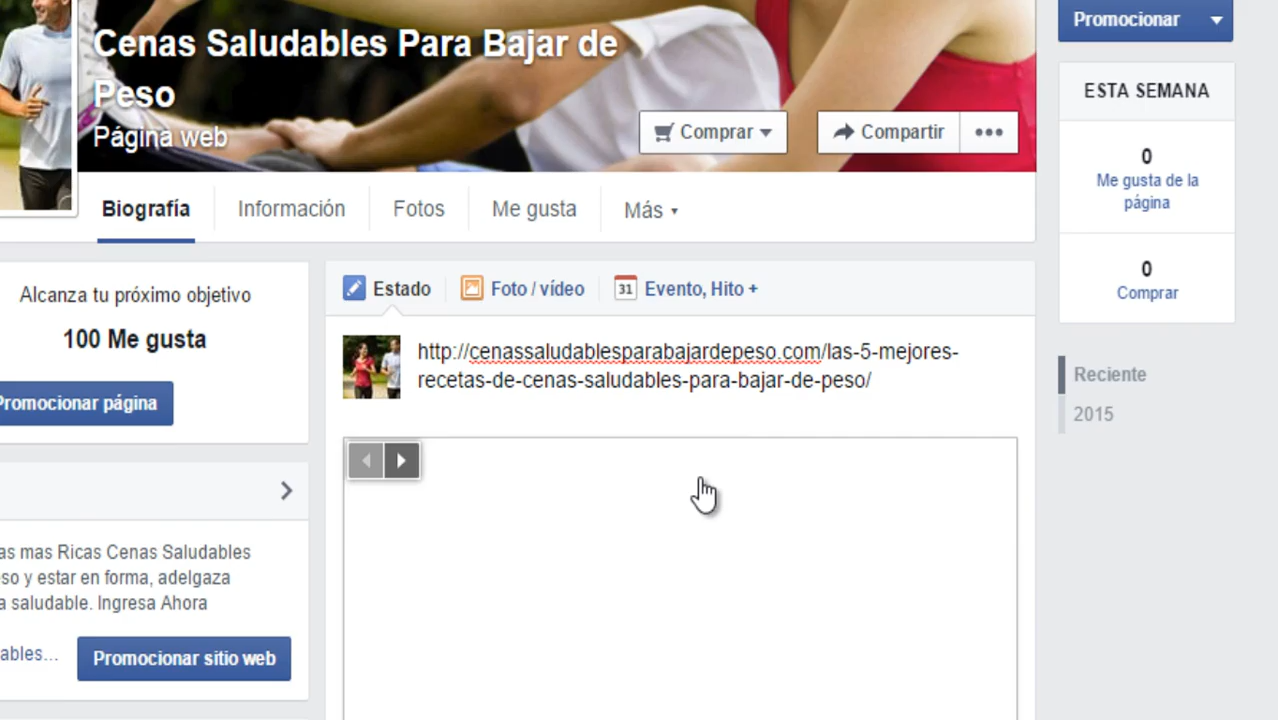 Cenas Saludables Para Bajar de
Peso
Página web
Comprar
Compartir
Promocionar
ESTA SEMANA
0
Me gusta de la
página
0
Comprar
Reciente
2015
Biografía Información Fotos Me gusta Más
Alcanza tu próximo objetivo
100 Me gusta
Promocionar página
as mas Ricas Cenas Saludables
so y estar en forma, adelgaza
a saludable. Ingresa Ahora
ables...
Promocionar sitio web
Estado Foto / vídeo 31 Evento, Hito +
http://cenassaludablesparabajardepeso.com/las-5-mejores-
recetas-de-cenas-saludables-para-bajar-de-peso/